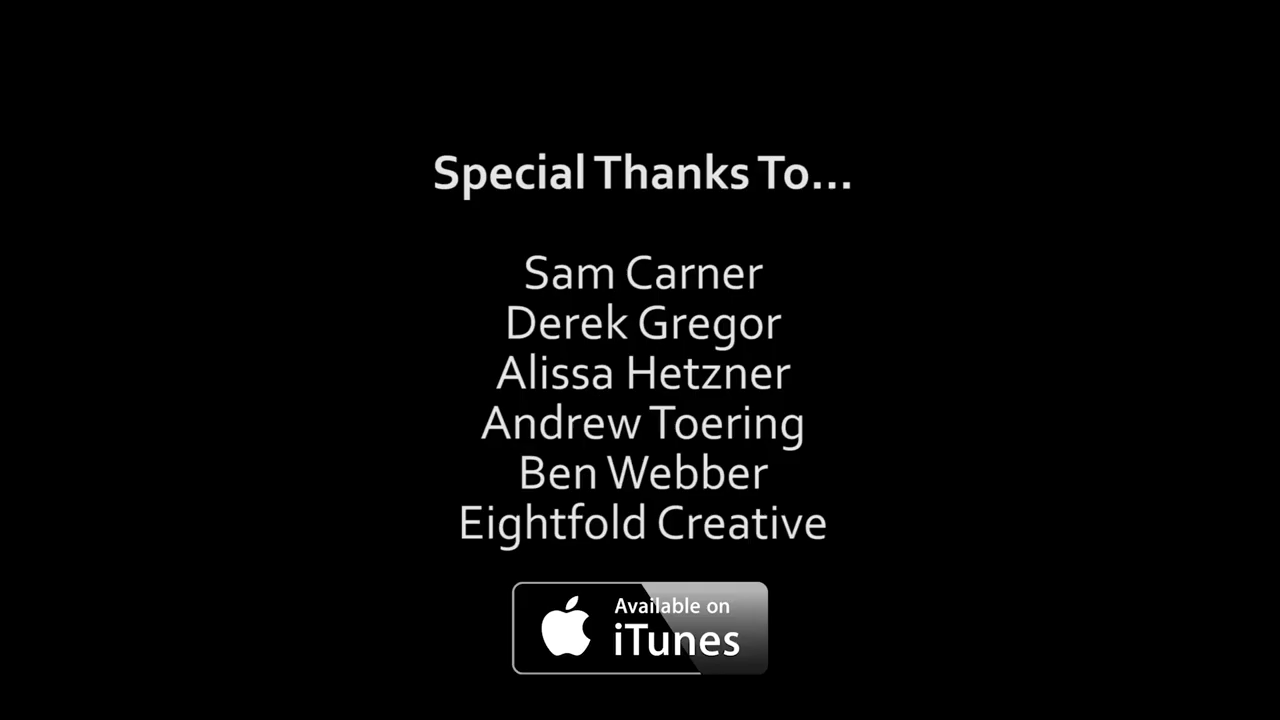 Special Thanks To...
Sam Carner
Derek Gregor
Alissa Hetzner
Andrew Toering
Ben Webber
Eightfold Creative
Available on
iTunes